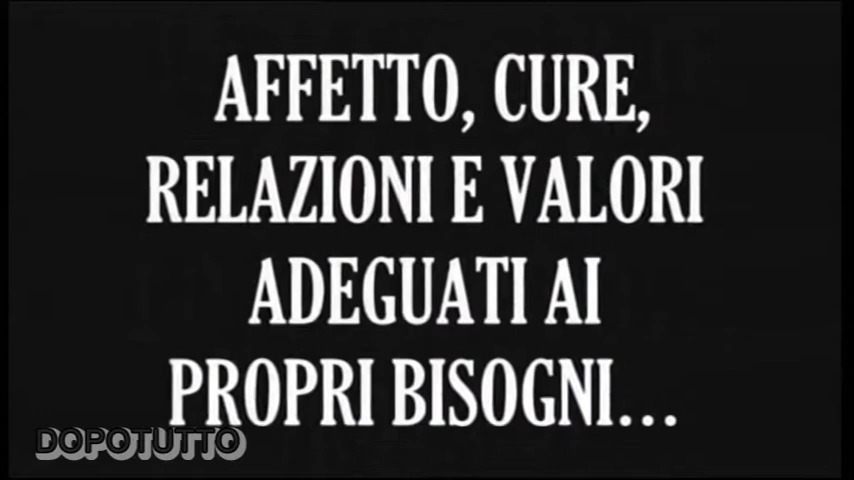 AFFETTO, CURE,
RELAZIONI E VALORI
ADEGUATI AI
PROPRI BISOGNI...
DOPOTUTTO